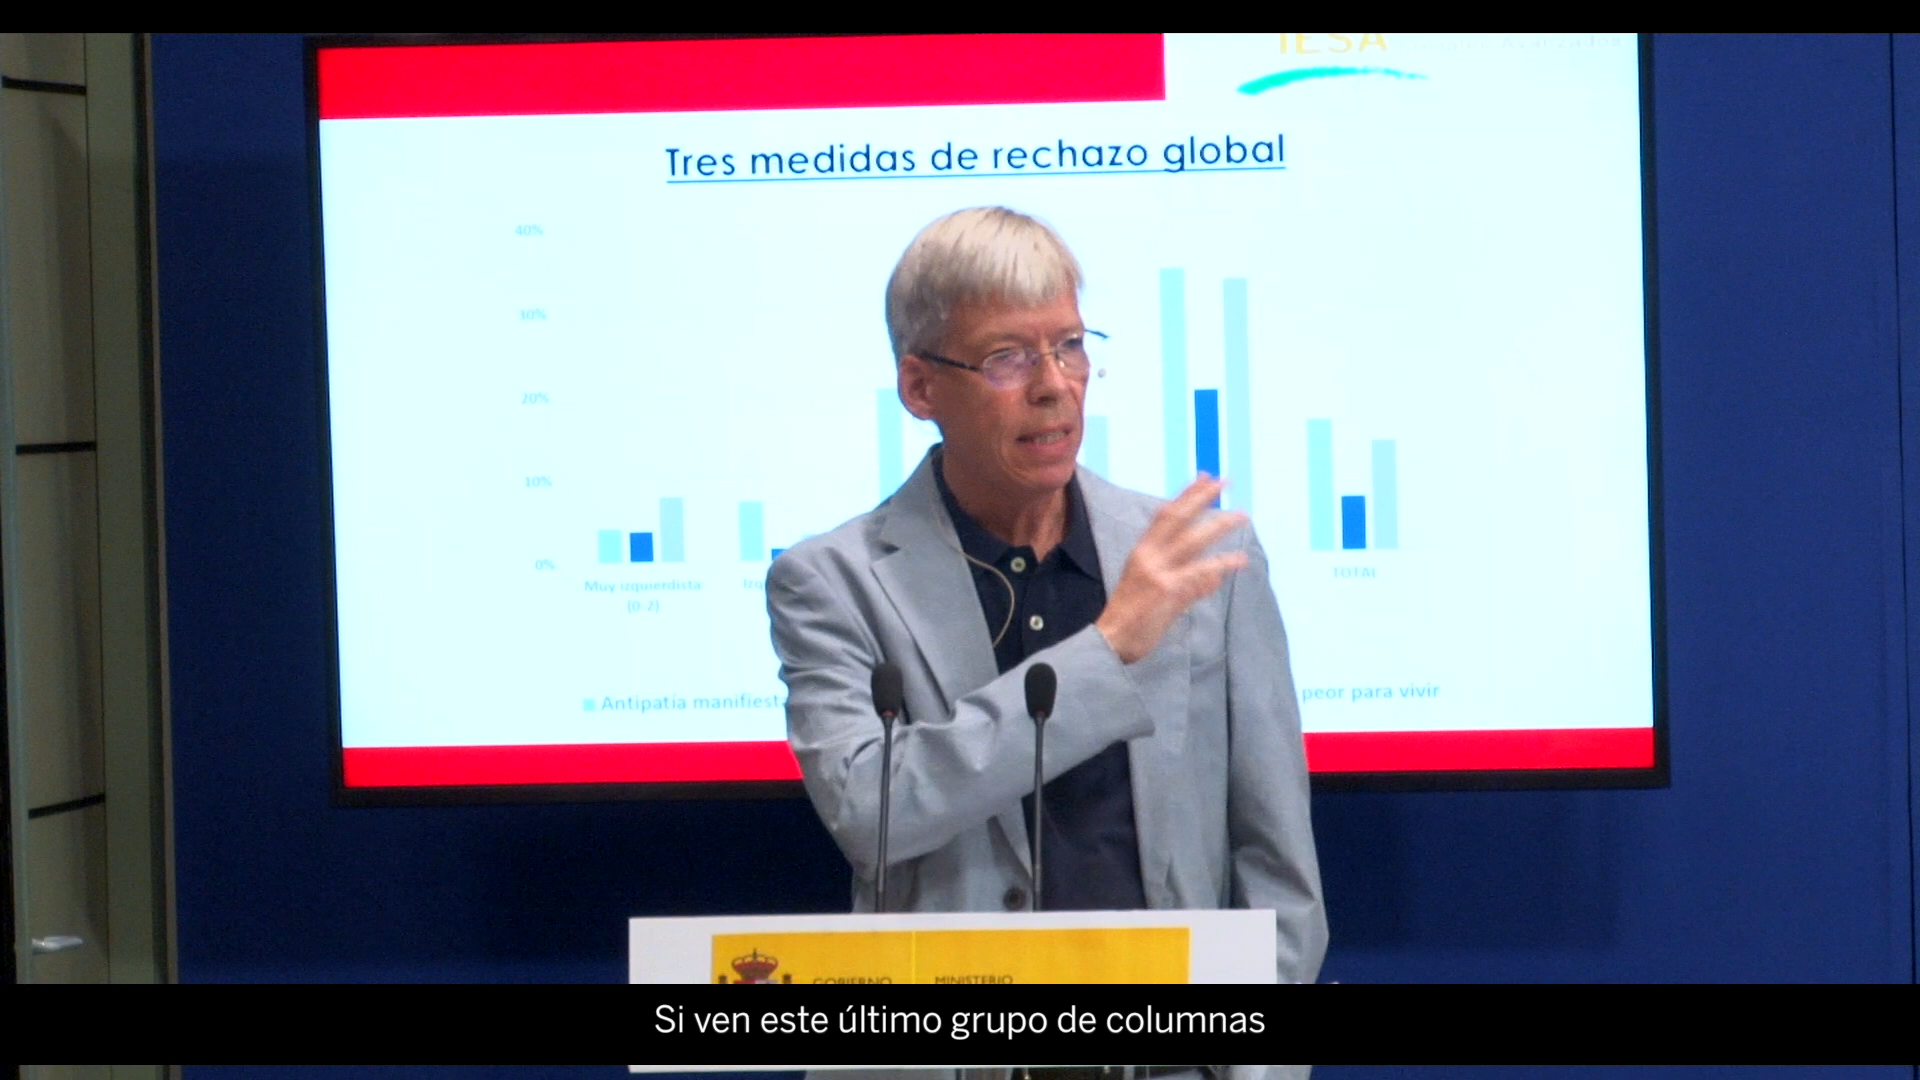 IESA
Tres medidas de rechazo global
40%
30%
20%
10%
0%
Muy izquierdista
(0-2)
TOTAL
Antipatía manifiesta
peor para vivir
GOBIERNO
MINISTERIO
Si ven este último grupo de columnas